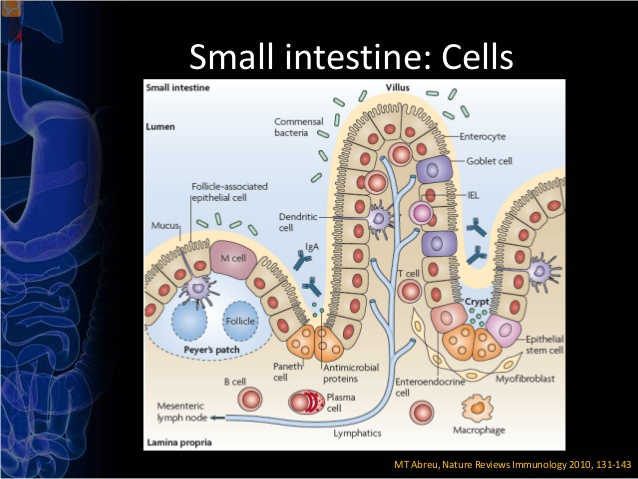 Small intestine: Cells
Small intestine
Villus
Commensal
bacteria
Lumen
Enterocyte
Goblet cell
Follicle-associated
epithelial cell
IEL
Dendritic
cell
Mucus
IgA
M cell
T cell
Crypt
Follicle
Peyer's patch
Epithelial
stem cell
Paneth
cell
Antimicrobial
proteins
Enteroendocrine
cell
Myofibroblast
B cell
Plasma
cell
Mesenteric
lymph node
Lymphatics
Macrophage
Lamina propria
MT Abreu, Nature Reviews Immunology 2010, 131-143